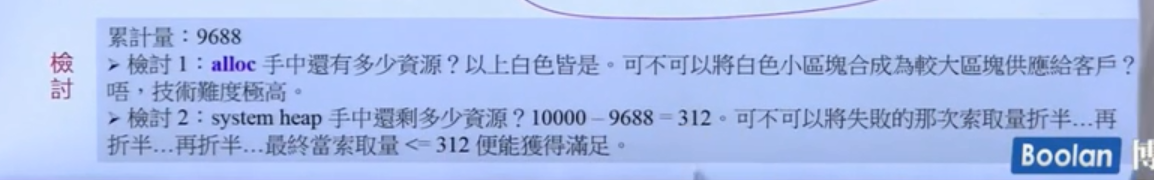 檢討
累計量：9688
➢ 檢討 1：alloc 手中還有多少資源？以上白色皆是。可不可以將白色小區塊合成為較大區塊供應給客戶？
唔，技術難度極高。
➢ 檢討 2：system heap 手中還剩多少資源？10000 – 9688 = 312。可不可以將失敗的那次索取量折半…再
折半…再折半…最終當索取量 <= 312 便能獲得滿足。
Boolan 博